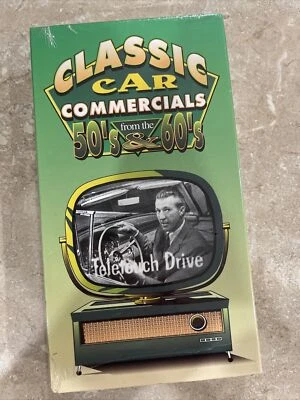 CLASSIC
CAR
COMMERCIALS
50's from the & 60's
Teletouch Drive